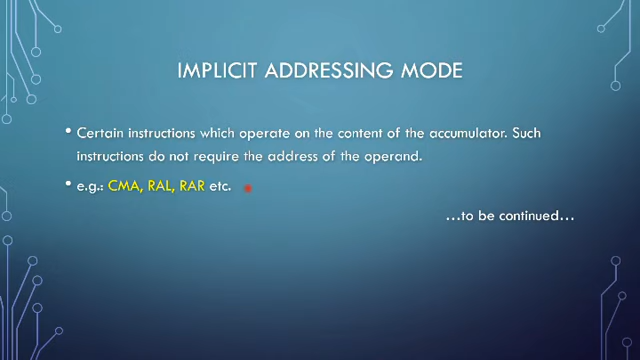 IMPLICIT ADDRESSING MODE
• Certain instructions which operate on the content of the accumulator. Such
instructions do not require the address of the operand.
• e.g.: CMA, RAL, RAR etc.
...to be continued...